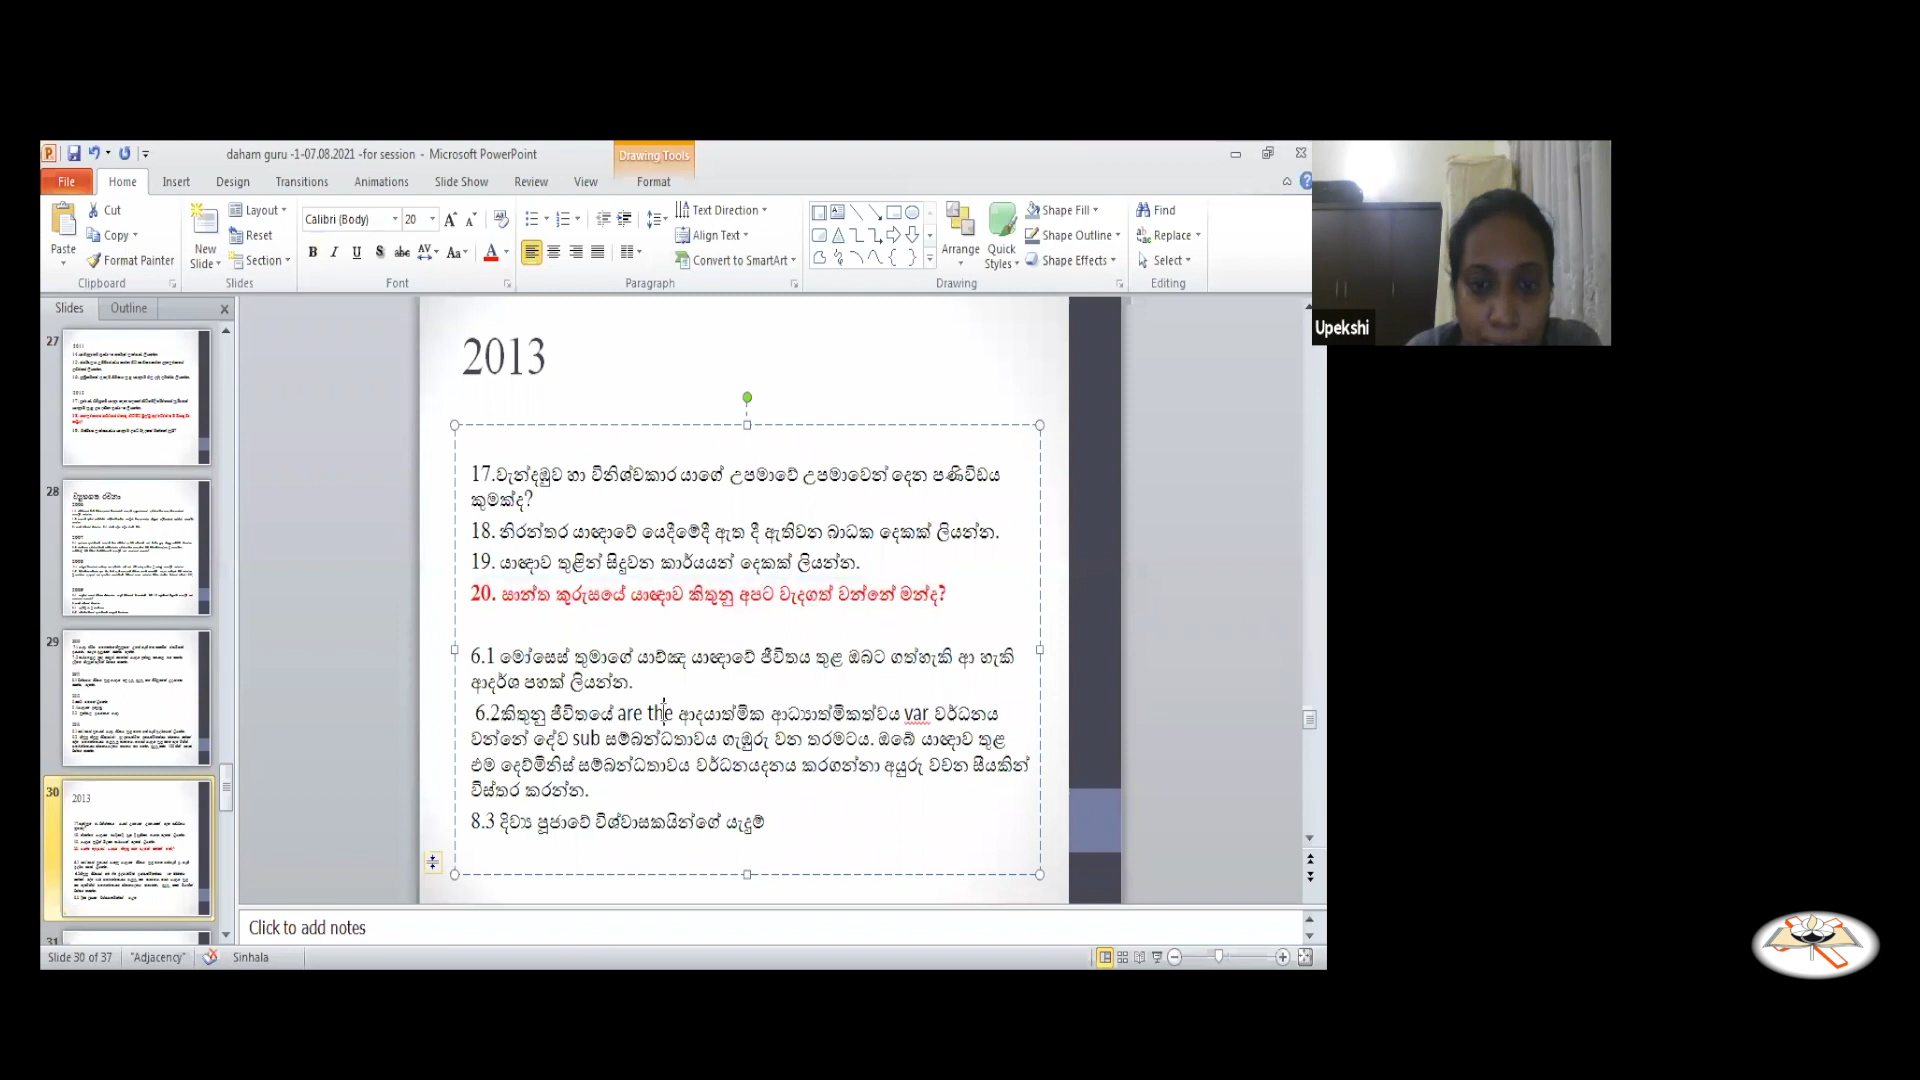 daham guru -1-07.08.2021 -for session - Microsoft PowerPoint
Drawing Tools
File Home Insert Design Transitions Animations Slide Show Review View Format
Cut
Copy
Format Painter
Paste
Clipboard
New Slide
Layout
Reset
Section
Slides
Calibri (Body) 20
Font
Text Direction
Align Text
Convert to SmartArt
Paragraph
Arrange
Quick Styles
Shape Fill
Shape Outline
Shape Effects
Drawing
Find
Replace
Select
Editing
Upekshi
Slides Outline
27
28
29
30
31
2013
17.වැන්දඹුව හා විනිශ්චකාර යාගේ උපමාවේ උපමාවෙන් දෙන පණිවිඩය
කුමක්ද?
18. නිරන්තර යාඥාවේ යෙදීමේදී ඇත දී ඇතිවන බාධක දෙකක් ලියන්න.
19. යාඥාව තුළින් සිදුවන කාර්යයන් දෙකක් ලියන්න.
20. සාන්ත කුරුසයේ යාඥාව කිතුනු අපට වැදගත් වන්නේ මන්ද?
6.1 මෝසෙස් තුමාගේ යාච්ඤ යාඥාවේ ජීවිතය තුළ ඔබට ගත්හැකි ආ හැකි
ආදර්ශ පහක් ලියන්න.
6.2කිතුනු ජීවිතයේ are the ආදයාත්මික ආධ්‍යාත්මිකත්වය var වර්ධනය
වන්නේ දේව sub සම්බන්ධතාවය ගැඹුරු වන තරමටය. ඔබේ යාඥාව තුළ
එම දෙව්මිනිස් සම්බන්ධතාවය වර්ධනයදනය කරගන්නා අයුරු වචන සීයකින්
විස්තර කරන්න.
8.3 දිව්‍ය පූජාවේ විශ්වාසකයින්ගේ යැදුම්
Click to add notes
Slide 30 of 37 "Adjacency" Sinhala